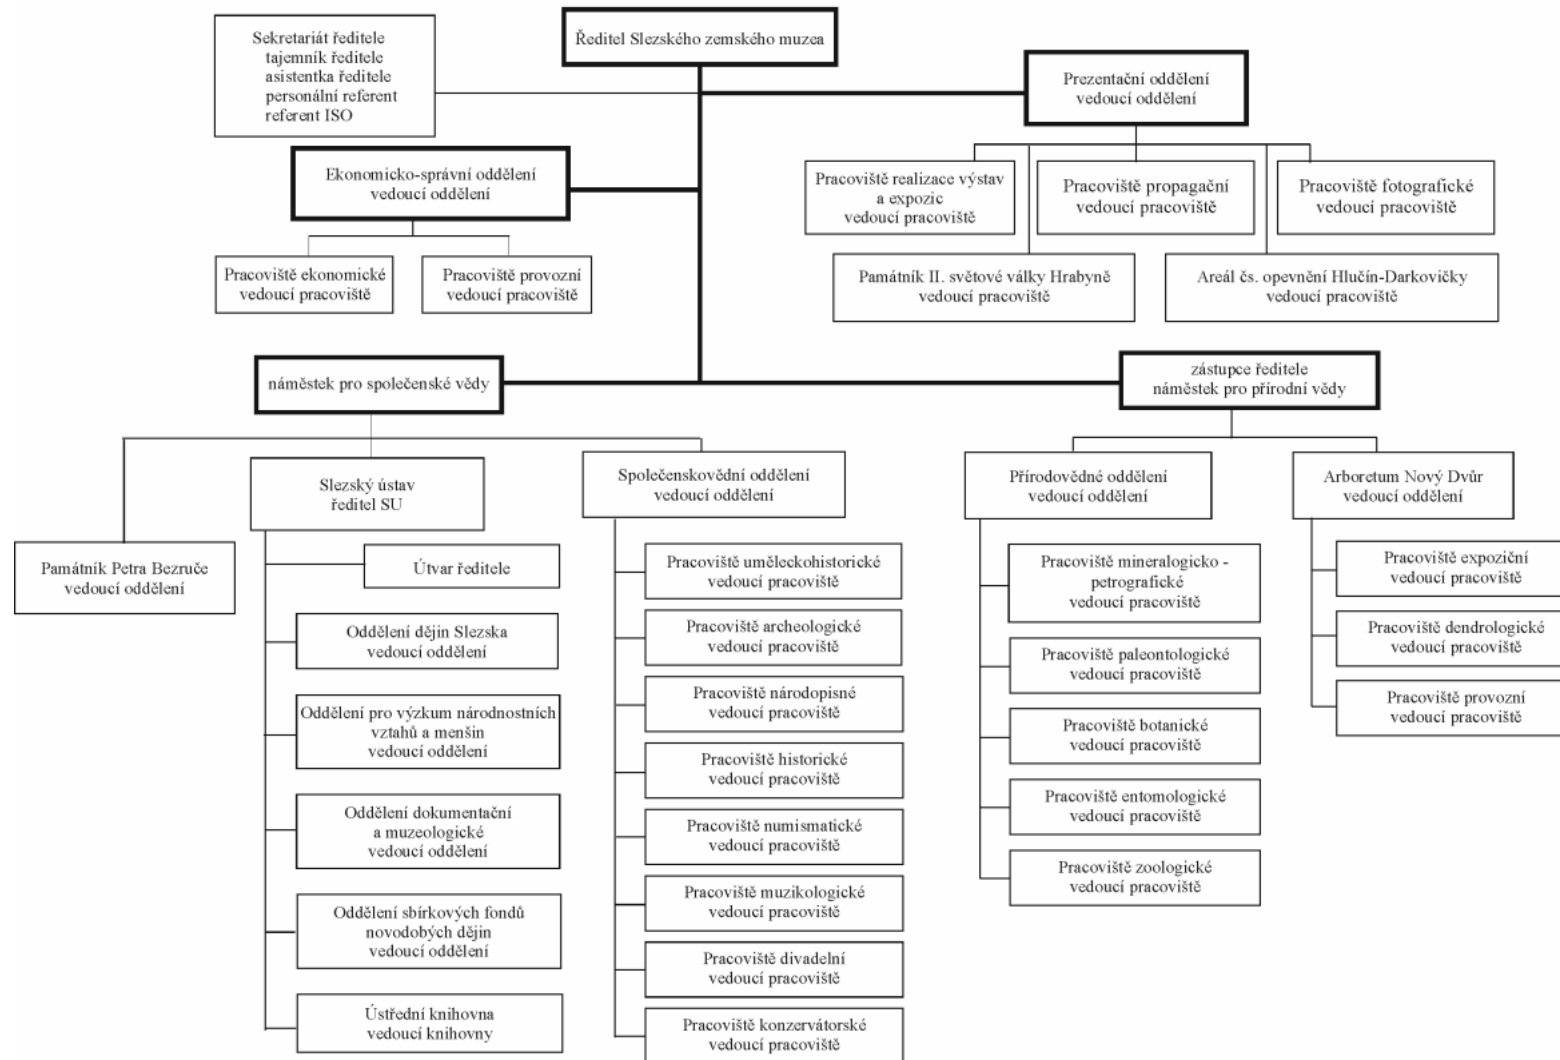 Ředitel Slezského zemského muzea
Sekretariát ředitele
tajemník ředitele
asistentka ředitele
personální referent
referent ISO
Prezentační oddělení
vedoucí oddělení
Ekonomicko-správní oddělení
vedoucí oddělení
Pracoviště realizace výstav
a expozic
vedoucí pracoviště
Pracoviště propagační
vedoucí pracoviště
Pracoviště fotografické
vedoucí pracoviště
Pracoviště ekonomické
vedoucí pracoviště
Pracoviště provozní
vedoucí pracoviště
Památník II. světové války Hrabyně
vedoucí pracoviště
Areál čs. opevnění Hlučín-Darkovičky
vedoucí pracoviště
náměstek pro společenské vědy
zástupce ředitele
náměstek pro přírodní vědy
Památník Petra Bezruče
vedoucí oddělení
Slezský ústav
ředitel SU
Útvar ředitele
Oddělení dějin Slezska
vedoucí oddělení
Oddělení pro výzkum národnostních
vztahů a menšin
vedoucí oddělení
Oddělení dokumentační
a muzeologické
vedoucí oddělení
Oddělení sbírkových fondů
novodobých dějin
vedoucí oddělení
Ústřední knihovna
vedoucí knihovny
Společenskovědní oddělení
vedoucí oddělení
Pracoviště uměleckohistorické
vedoucí pracoviště
Pracoviště archeologické
vedoucí pracoviště
Pracoviště národopisné
vedoucí pracoviště
Pracoviště historické
vedoucí pracoviště
Pracoviště numismatické
vedoucí pracoviště
Pracoviště muzikologické
vedoucí pracoviště
Pracoviště divadelní
vedoucí pracoviště
Pracoviště konzervátorské
vedoucí pracoviště
Přírodovědné oddělení
vedoucí oddělení
Pracoviště mineralogicko -
petrografické
vedoucí pracoviště
Pracoviště paleontologické
vedoucí pracoviště
Pracoviště botanické
vedoucí pracoviště
Pracoviště entomologické
vedoucí pracoviště
Pracoviště zoologické
vedoucí pracoviště
Arboretum Nový Dvůr
vedoucí oddělení
Pracoviště expoziční
vedoucí pracoviště
Pracoviště dendrologické
vedoucí pracoviště
Pracoviště provozní
vedoucí pracoviště